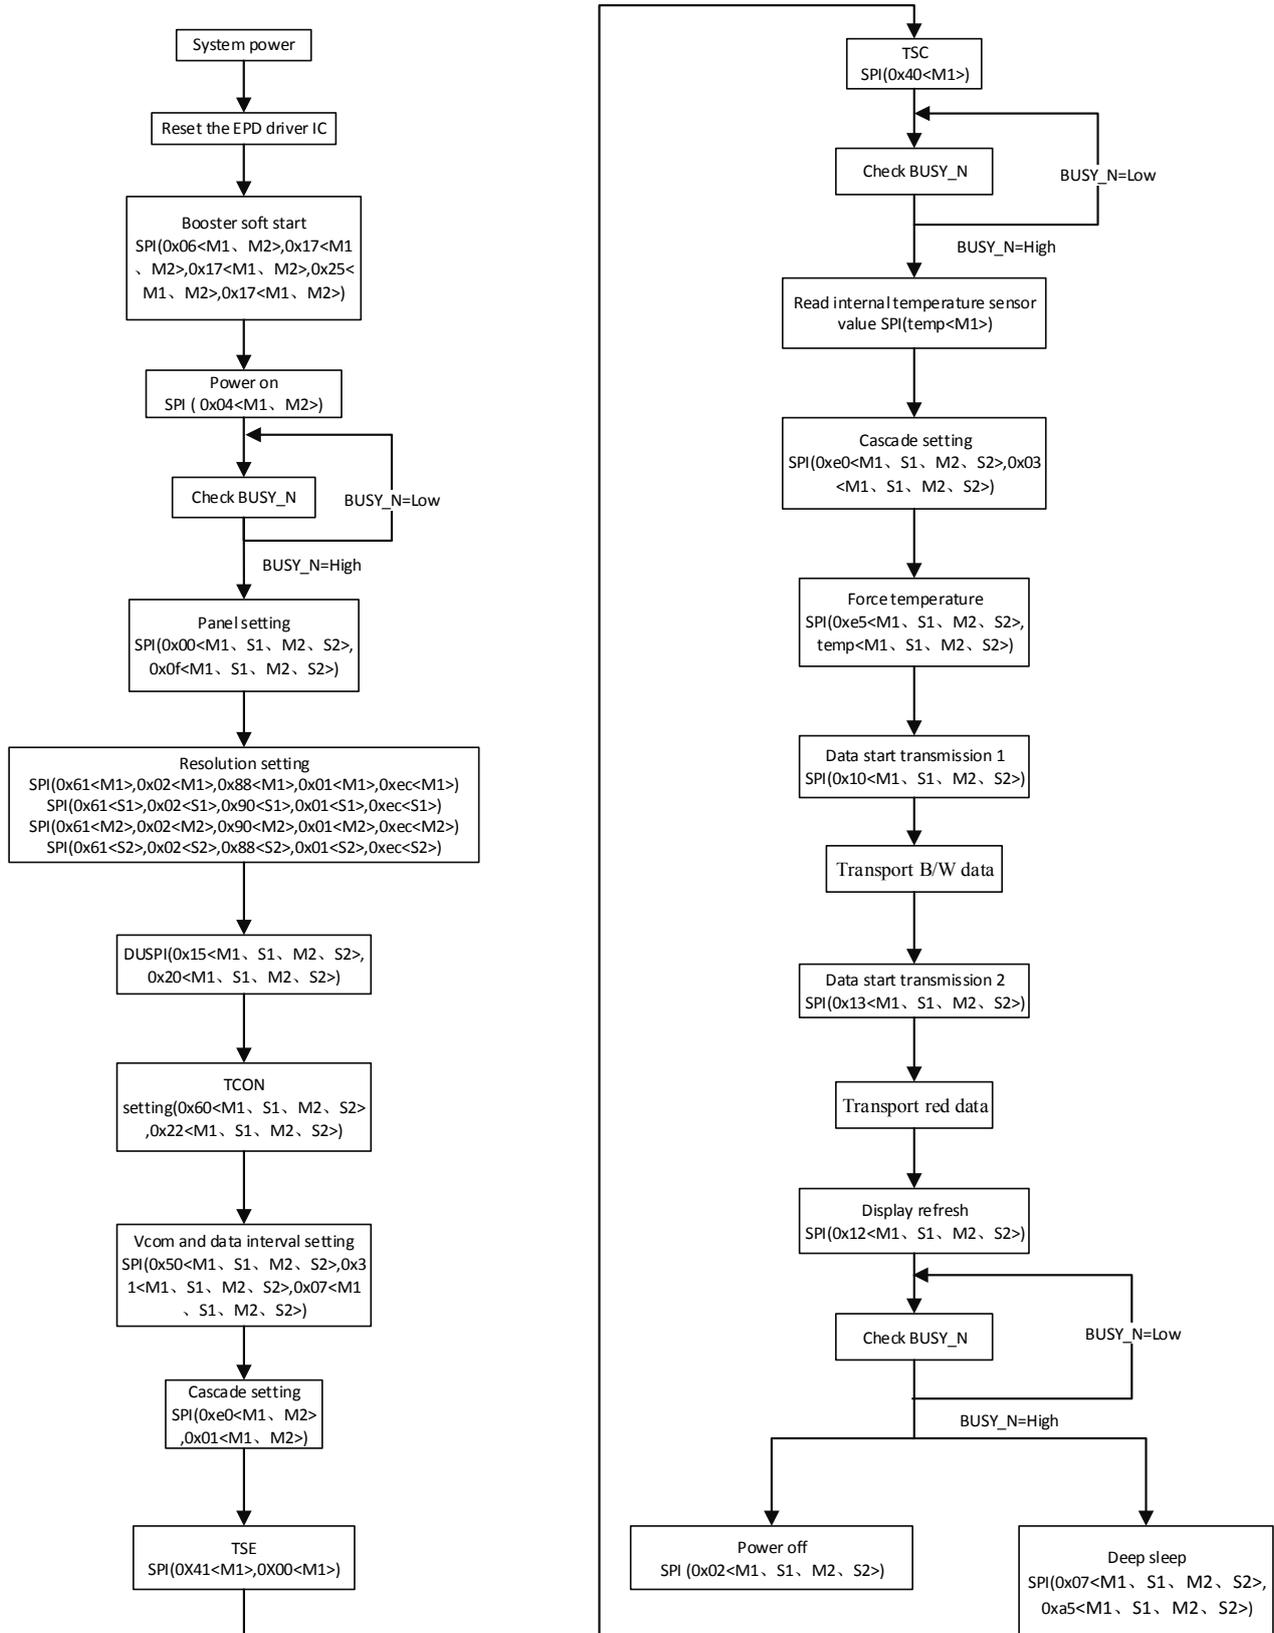 System power
Reset the EPD driver IC
Booster soft start
SPI(0x06<M1、M2>,0x17<M1
、M2>,0x17<M1、M2>,0x25<
M1、M2>,0x17<M1、M2>)
Power on
SPI ( 0x04<M1、M2>)
Check BUSY_N
BUSY_N=Low
BUSY_N=High
Panel setting
SPI(0x00<M1、S1、M2、S2>,
0x0f<M1、S1、M2、S2>)
Resolution setting
SPI(0x61<M1>,0x02<M1>,0x88<M1>,0x01<M1>,0xec<M1>)
SPI(0x61<S1>,0x02<S1>,0x90<S1>,0x01<S1>,0xec<S1>)
SPI(0x61<M2>,0x02<M2>,0x90<M2>,0x01<M2>,0xec<M2>)
SPI(0x61<S2>,0x02<S2>,0x88<S2>,0x01<S2>,0xec<S2>)
DUSPI(0x15<M1、S1、M2、S2>,
0x20<M1、S1、M2、S2>)
TCON
setting(0x60<M1、S1、M2、S2>
,0x22<M1、S1、M2、S2>)
Vcom and data interval setting
SPI(0x50<M1、S1、M2、S2>,0x3
1<M1、S1、M2、S2>,0x07<M1
、S1、M2、S2>)
Cascade setting
SPI(0xe0<M1、M2>
,0x01<M1、M2>)
TSE
SPI(0X41<M1>,0X00<M1>)
TSC
SPI(0x40<M1>)
Check BUSY_N
BUSY_N=Low
BUSY_N=High
Read internal temperature sensor
value SPI(temp<M1>)
Cascade setting
SPI(0xe0<M1、S1、M2、S2>,0x03
<M1、S1、M2、S2>)
Force temperature
SPI(0xe5<M1、S1、M2、S2>,
temp<M1、S1、M2、S2>)
Data start transmission 1
SPI(0x10<M1、S1、M2、S2>)
Transport B/W data
Data start transmission 2
SPI(0x13<M1、S1、M2、S2>)
Transport red data
Display refresh
SPI(0x12<M1、S1、M2、S2>)
Check BUSY_N
BUSY_N=Low
BUSY_N=High
Power off
SPI (0x02<M1、S1、M2、S2>)
Deep sleep
SPI(0x07<M1、S1、M2、S2>,
0xa5<M1、S1、M2、S2>)